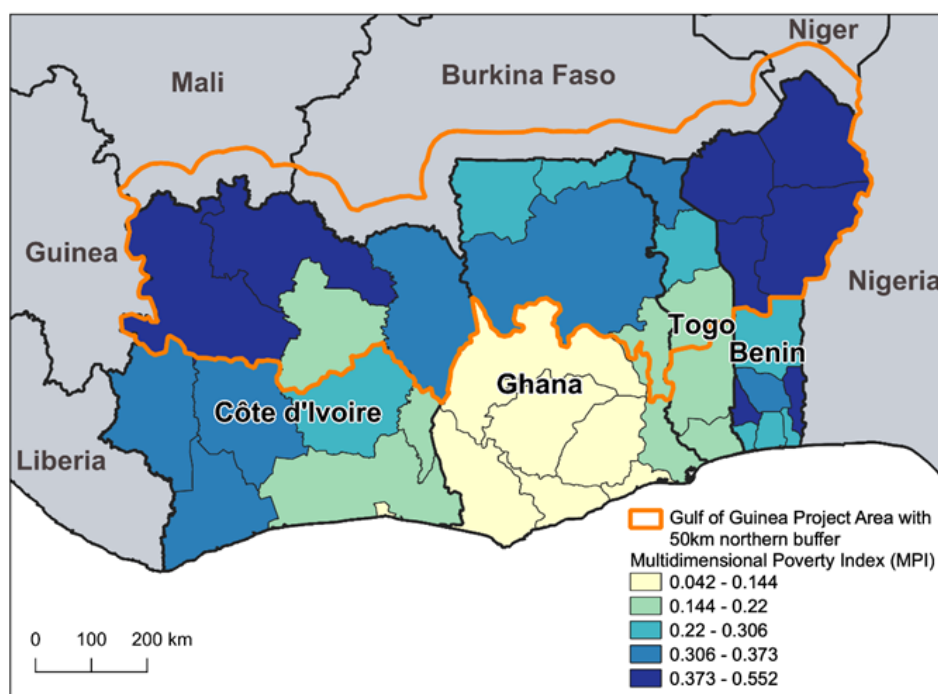 Niger
Mali
Burkina Faso
Guinea
Nigeria
Togo
Benin
Ghana
Côte d'Ivoire
Liberia
Gulf of Guinea Project Area with
50km northern buffer
Multidimensional Poverty Index (MPI)
0.042 - 0.144
0.144 - 0.22
0.22 - 0.306
0.306 - 0.373
0.373 - 0.552
0 100 200 km